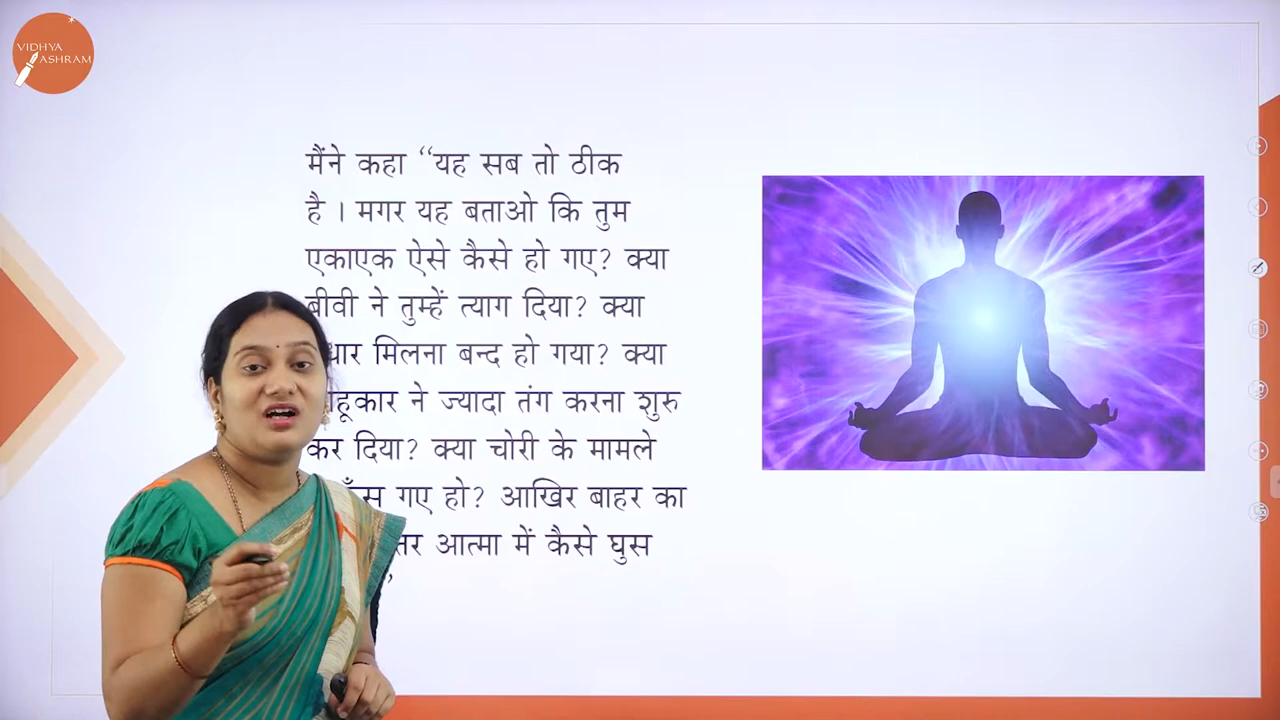 VIDHYA
ASHRAM
मैंने कहा “यह सब तो ठीक
है । मगर यह बताओ कि तुम
एकाएक ऐसे कैसे हो गए? क्या
बीवी ने तुम्हें त्याग दिया? क्या
मिलना बन्द हो गया? क्या
ने ज्यादा तंग करना शुरु
कर दिया? क्या चोरी के मामले
गए हो? आखिर बाहर का
आत्मा में कैसे घुस